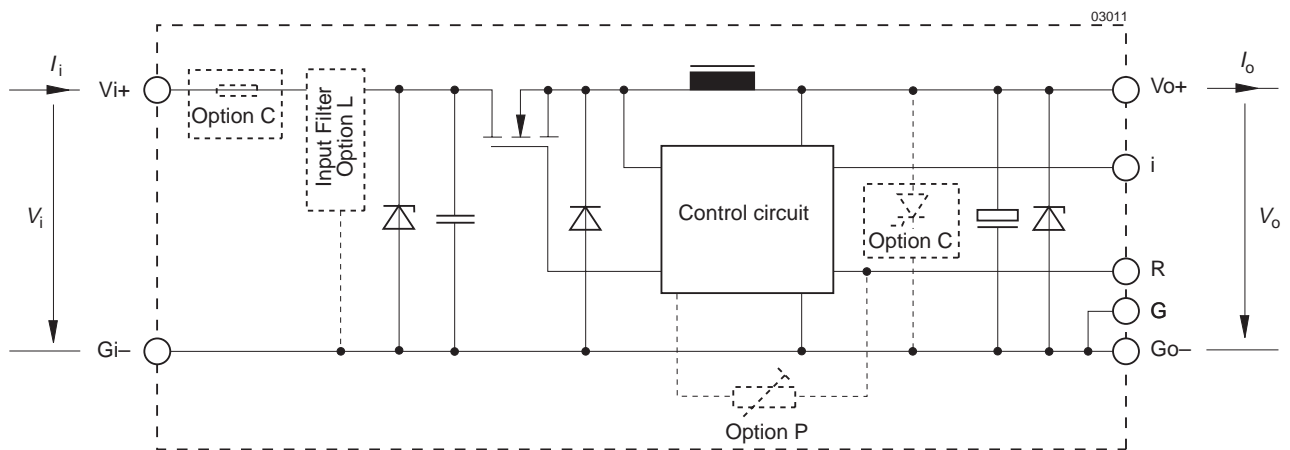 03011
Ii
Vi+
Option C
Input Filter
Option L
Vo+
Io
i
Vi
Control circuit
Option C
Vo
R
G
Gi–
Go–
Option P